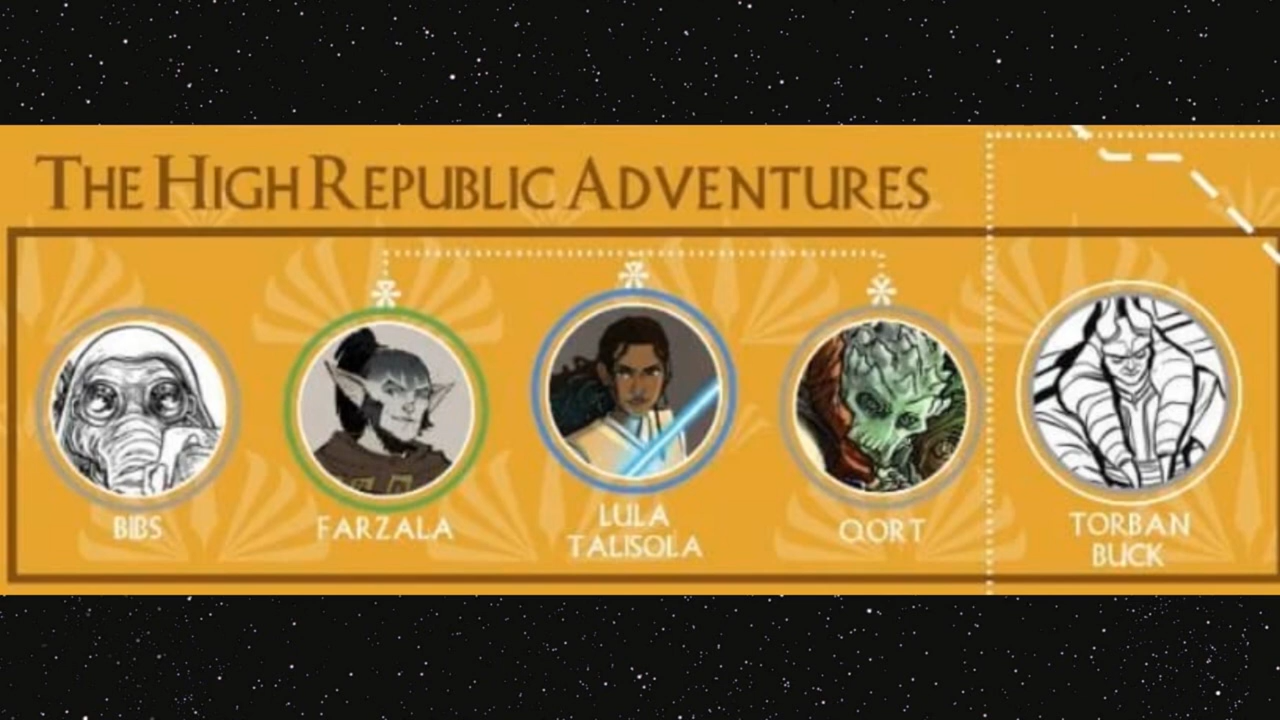 THE HIGH REPUBLIC ADVENTURES
BIBS
FARZALA
LULA
TALISOLA
QORT
TORBAN
BUCK